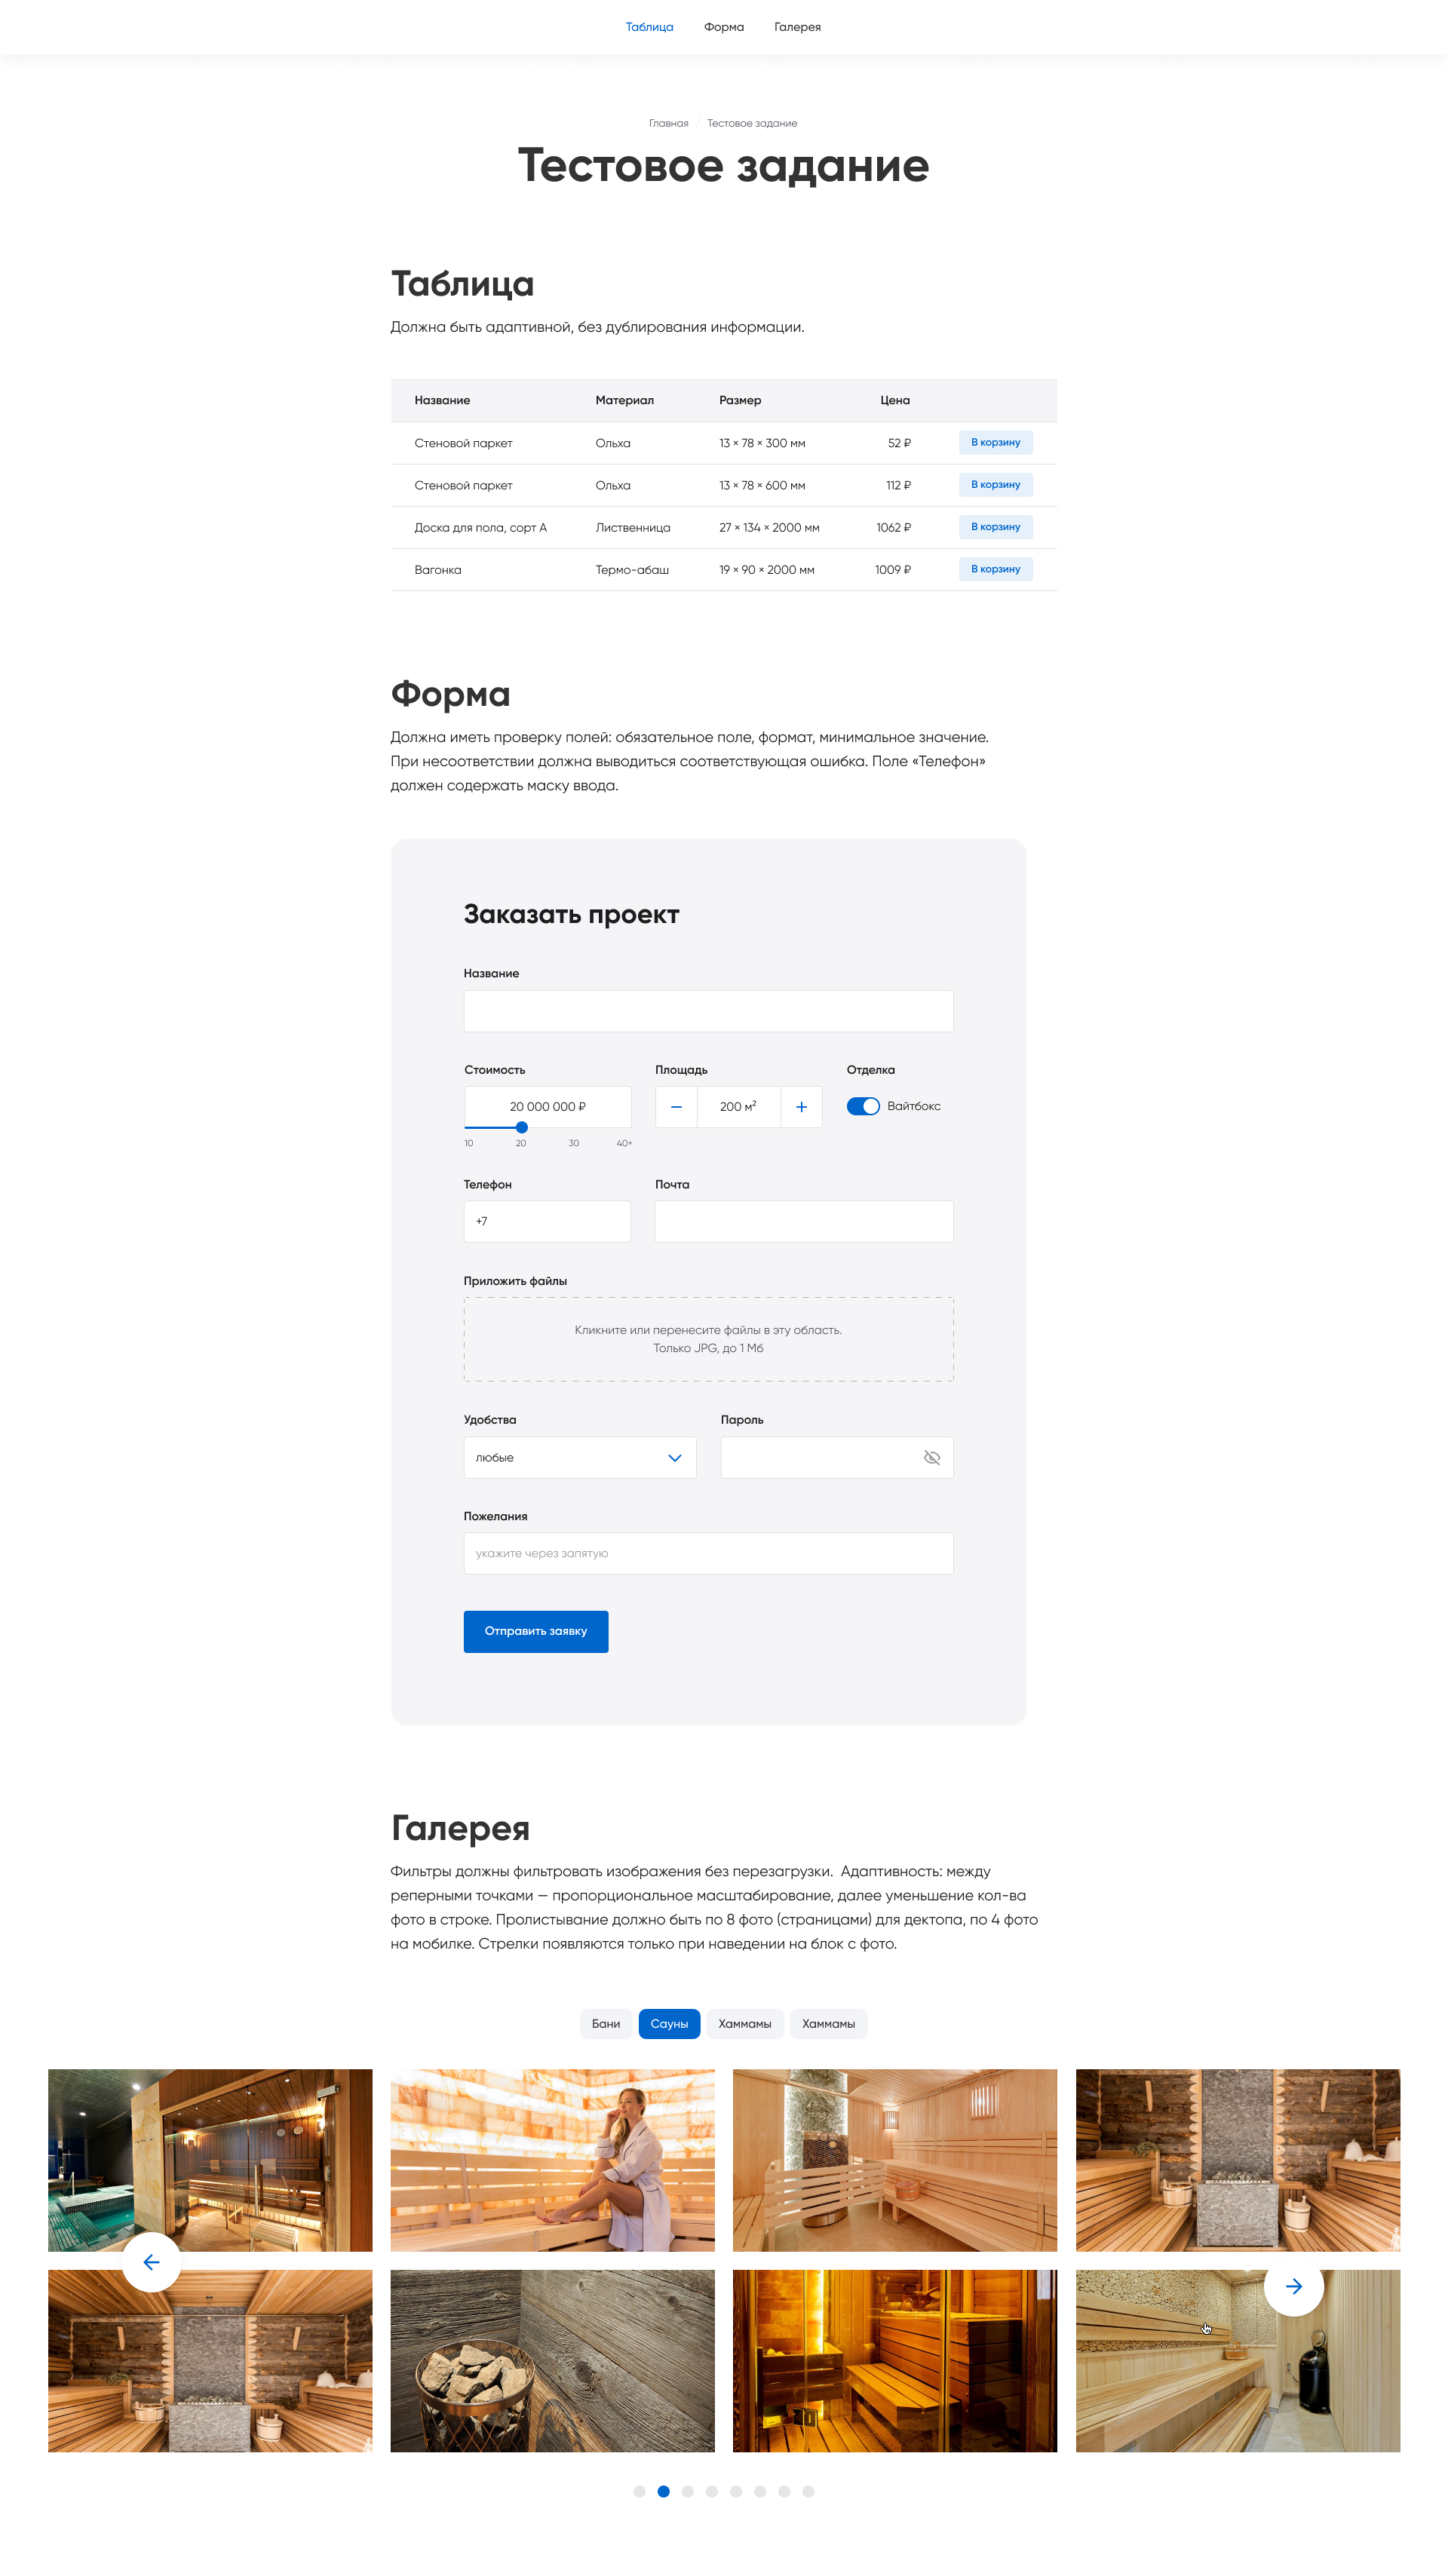 Таблица Форма Галерея
Главная / Тестовое задание
Тестовое задание
Таблица
Должна быть адаптивной, без дублирования информации.
Название Материал Размер Цена
Стеновой паркет Ольха 13 × 78 × 300 мм 52 ₽ В корзину
Стеновой паркет Ольха 13 × 78 × 600 мм 112 ₽ В корзину
Доска для пола, сорт А Лиственница 27 × 134 × 2000 мм 1062 ₽ В корзину
Вагонка Термо-абаш 19 × 90 × 2000 мм 1009 ₽ В корзину
Форма
Должна иметь проверку полей: обязательное поле, формат, минимальное значение.
При несоответствии должна выводиться соответствующая ошибка. Поле «Телефон»
должен содержать маску ввода.
Заказать проект
Название
Стоимость Площадь Отделка
20 000 000 ₽ 200 м² Вайтбокс
10 20 30 40+
Телефон Почта
+7
Приложить файлы
Кликните или перенесите файлы в эту область.
Только JPG, до 1 Мб
Удобства Пароль
любые
Пожелания
укажите через запятую
Отправить заявку
Галерея
Фильтры должны фильтровать изображения без перезагрузки. Адаптивность: между
реперными точками — пропорциональное масштабирование, далее уменьшение кол-ва
фото в строке. Пролистывание должно быть по 8 фото (страницами) для дектопа, по 4 фото
на мобилке. Стрелки появляются только при наведении на блок с фото.
Бани Сауны Хаммамы Хаммамы